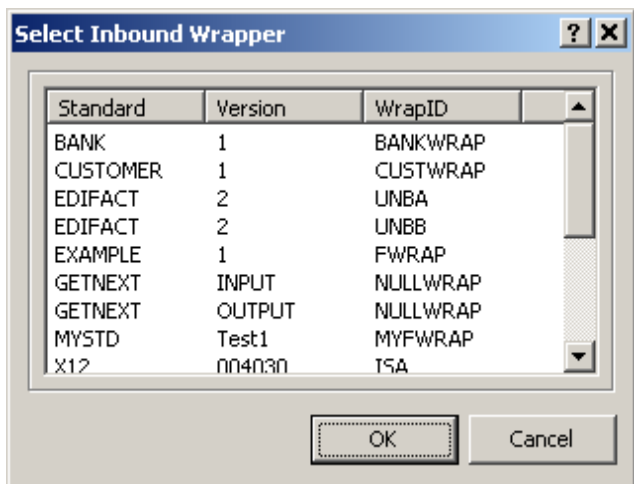 Select Inbound Wrapper
Standard Version WrapID
BANK 1 BANKWRAP
CUSTOMER 1 CUSTWRAP
EDIFACT 2 UNBA
EDIFACT 2 UNBB
EXAMPLE 1 FWRAP
GETNEXT INPUT NULLWRAP
GETNEXT OUTPUT NULLWRAP
MYSTD Test1 MYFWRAP
X12 004030 ISA
OK Cancel